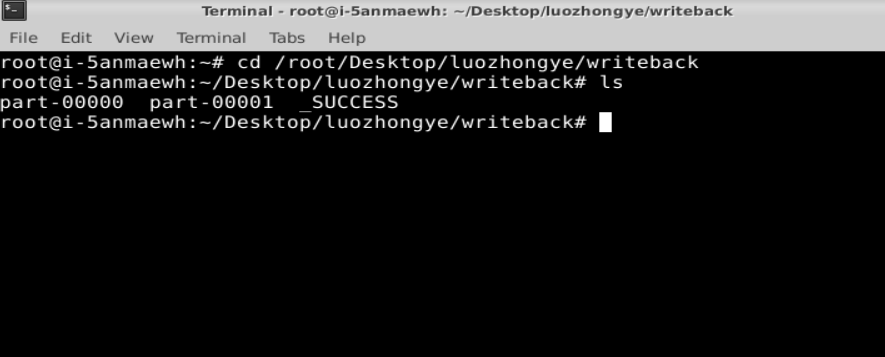 Terminal - root@i-5anmaewh: ~/Desktop/luozhongye/writeback
File Edit View Terminal Tabs Help
root@i-5anmaewh:~# cd /root/Desktop/luozhongye/writeback
root@i-5anmaewh:~/Desktop/luozhongye/writeback# ls
part-00000  part-00001  _SUCCESS
root@i-5anmaewh:~/Desktop/luozhongye/writeback#